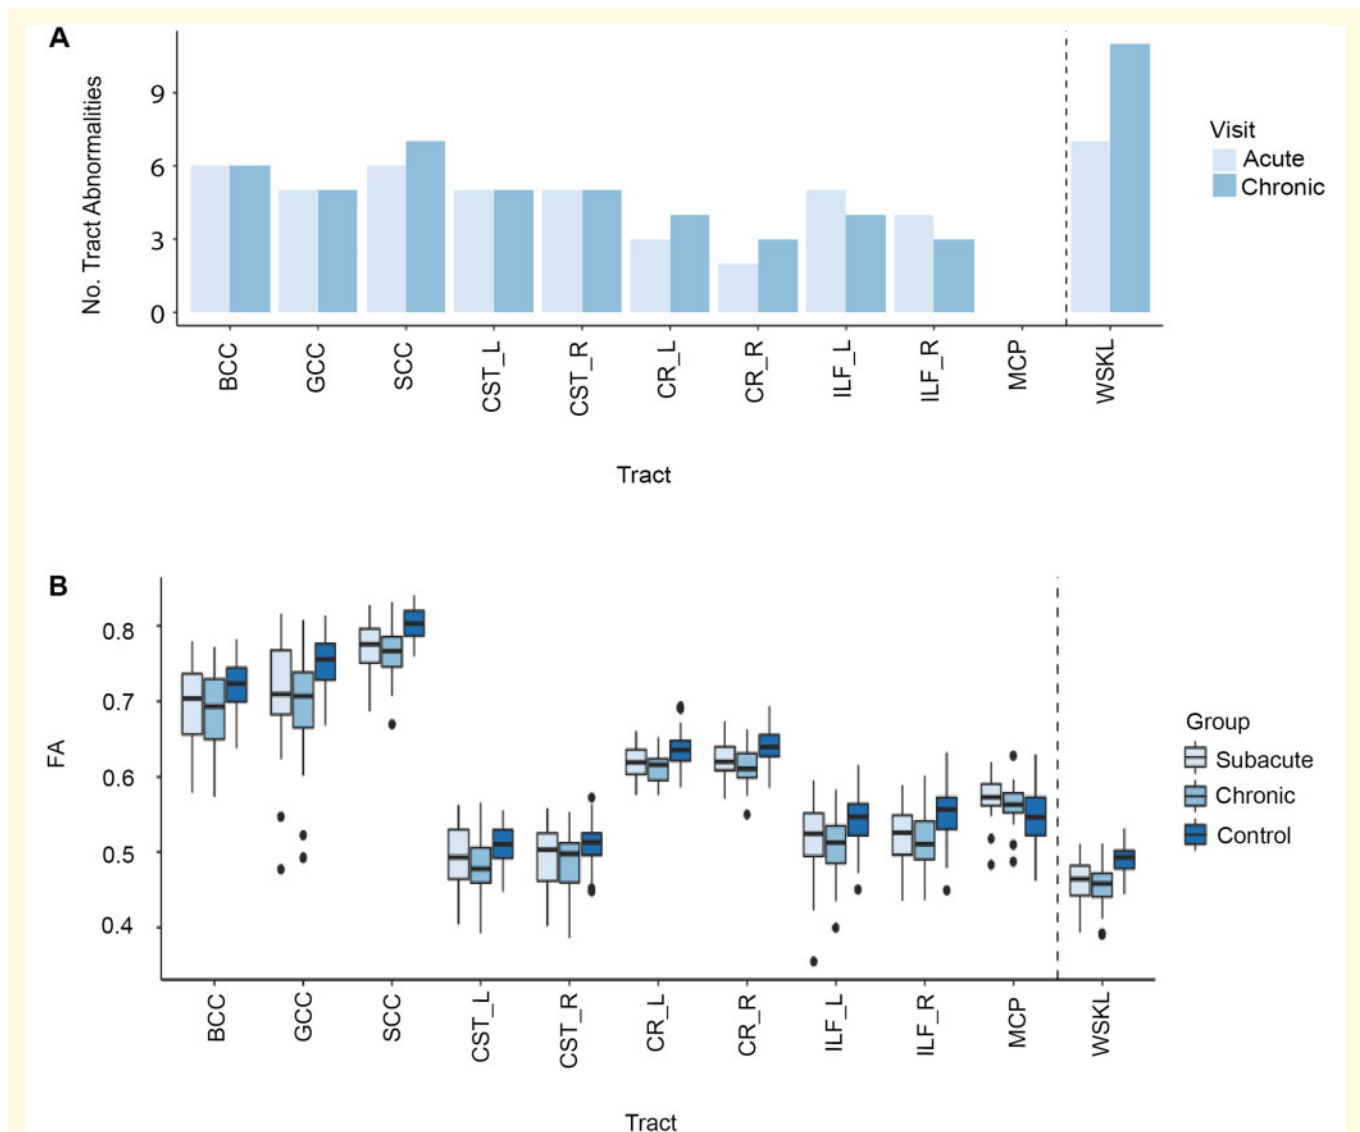 A
No. Tract Abnormalities
9
6
3
0
BCC
GCC
SCC
CST_L
CST_R
CR_L
CR_R
ILF_L
ILF_R
MCP
WSKL
Tract
Visit
Acute
Chronic
B
FA
0.8
0.7
0.6
0.5
0.4
BCC
GCC
SCC
CST_L
CST_R
CR_L
CR_R
ILF_L
ILF_R
MCP
WSKL
Tract
Group
Subacute
Chronic
Control